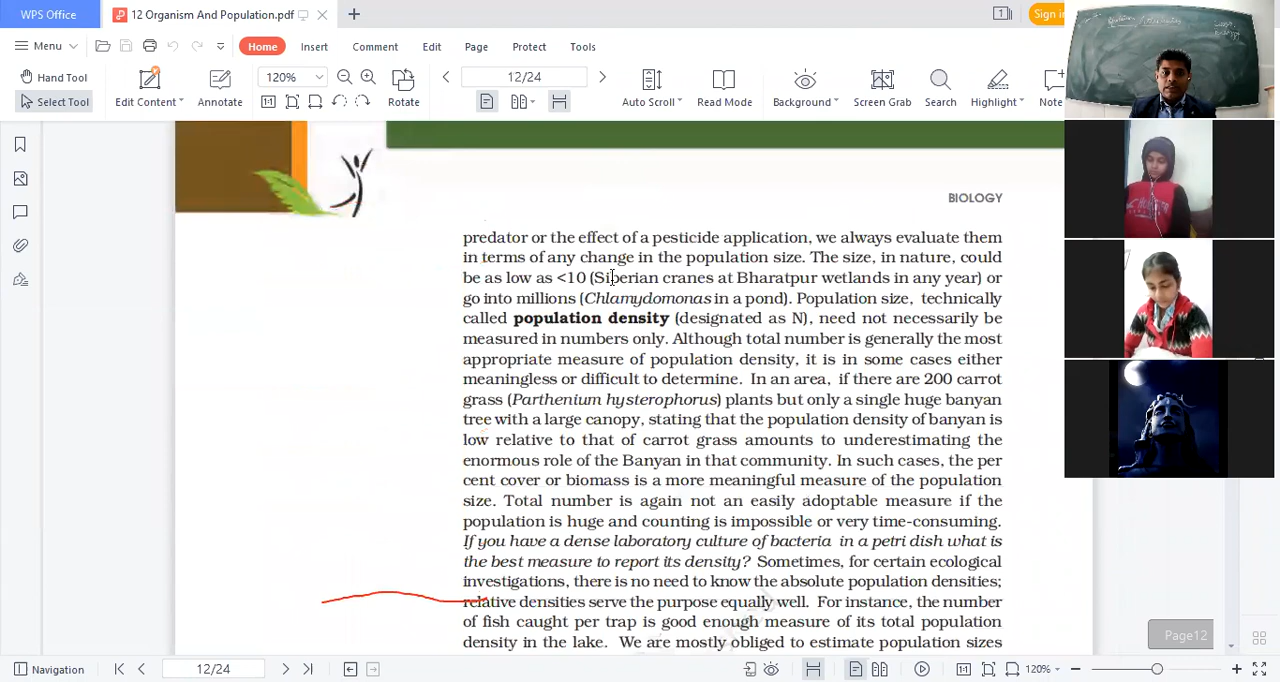 WPS Office
12 Organism And Population.pdf
Sign in
Menu
Home
Insert
Comment
Edit
Page
Protect
Tools
Hand Tool
Select Tool
Edit Content
Annotate
120%
Rotate
12/24
Auto Scroll
Read Mode
Background
Screen Grab
Search
Highlight
Note
BIOLOGY
predator or the effect of a pesticide application, we always evaluate them
in terms of any change in the population size. The size, in nature, could
be as low as <10 (Siberian cranes at Bharatpur wetlands in any year) or
go into millions (Chlamydomonas in a pond). Population size, technically
called population density (designated as N), need not necessarily be
measured in numbers only. Although total number is generally the most
appropriate measure of population density, it is in some cases either
meaningless or difficult to determine. In an area, if there are 200 carrot
grass (Parthenium hysterophorus) plants but only a single huge banyan
tree with a large canopy, stating that the population density of banyan is
low relative to that of carrot grass amounts to underestimating the
enormous role of the Banyan in that community. In such cases, the per
cent cover or biomass is a more meaningful measure of the population
size. Total number is again not an easily adoptable measure if the
population is huge and counting is impossible or very time-consuming.
If you have a dense laboratory culture of bacteria in a petri dish what is
the best measure to report its density? Sometimes, for certain ecological
investigations, there is no need to know the absolute population densities;
relative densities serve the purpose equally well. For instance, the number
of fish caught per trap is good enough measure of its total population
density in the lake. We are mostly obliged to estimate population sizes
Page12
Navigation
12/24
120%